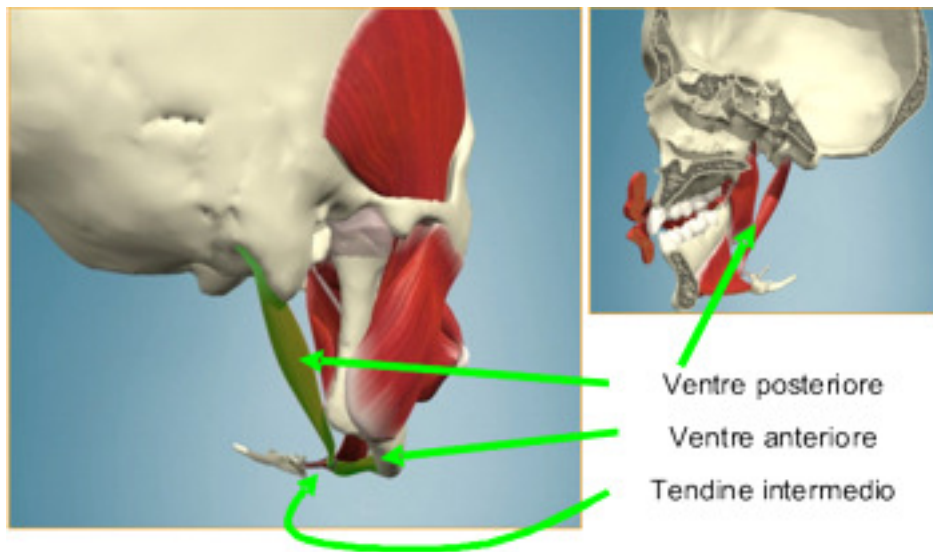 Ventre posteriore
Ventre anteriore
Tendine intermedio